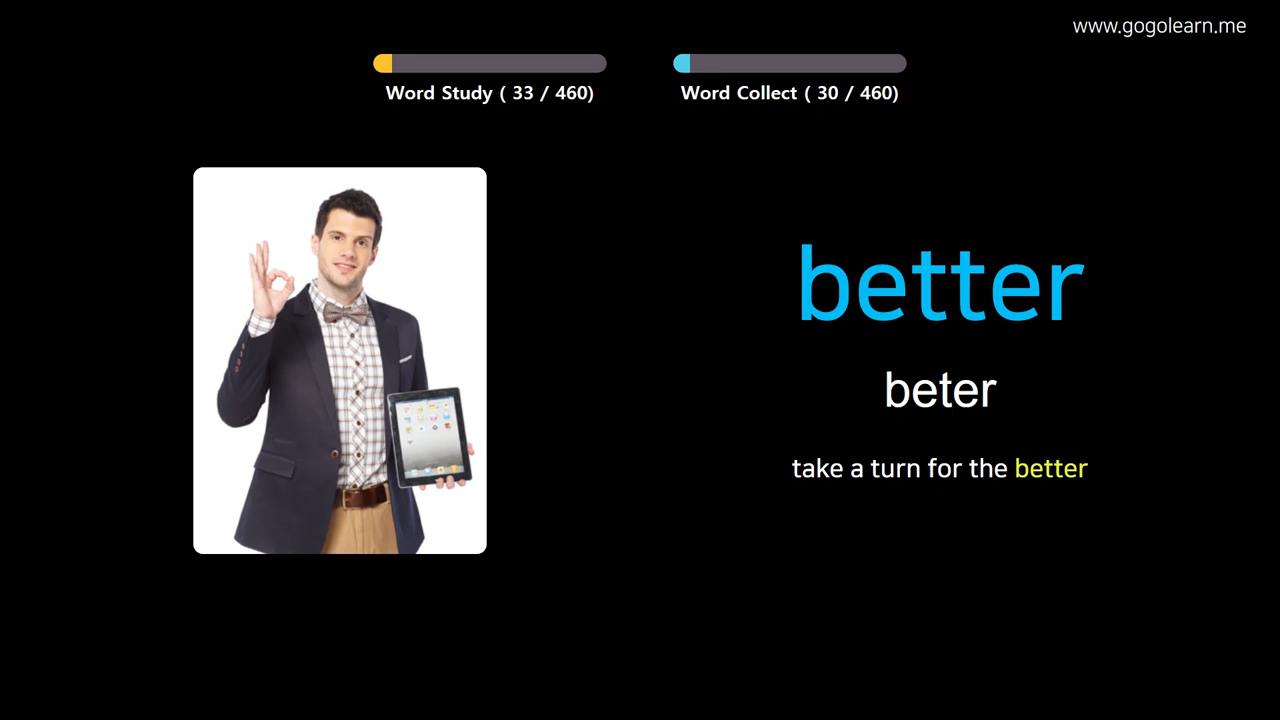 www.gogolearn.me
Word Study ( 33 / 460)
Word Collect ( 30 / 460)
better
beter
take a turn for the better